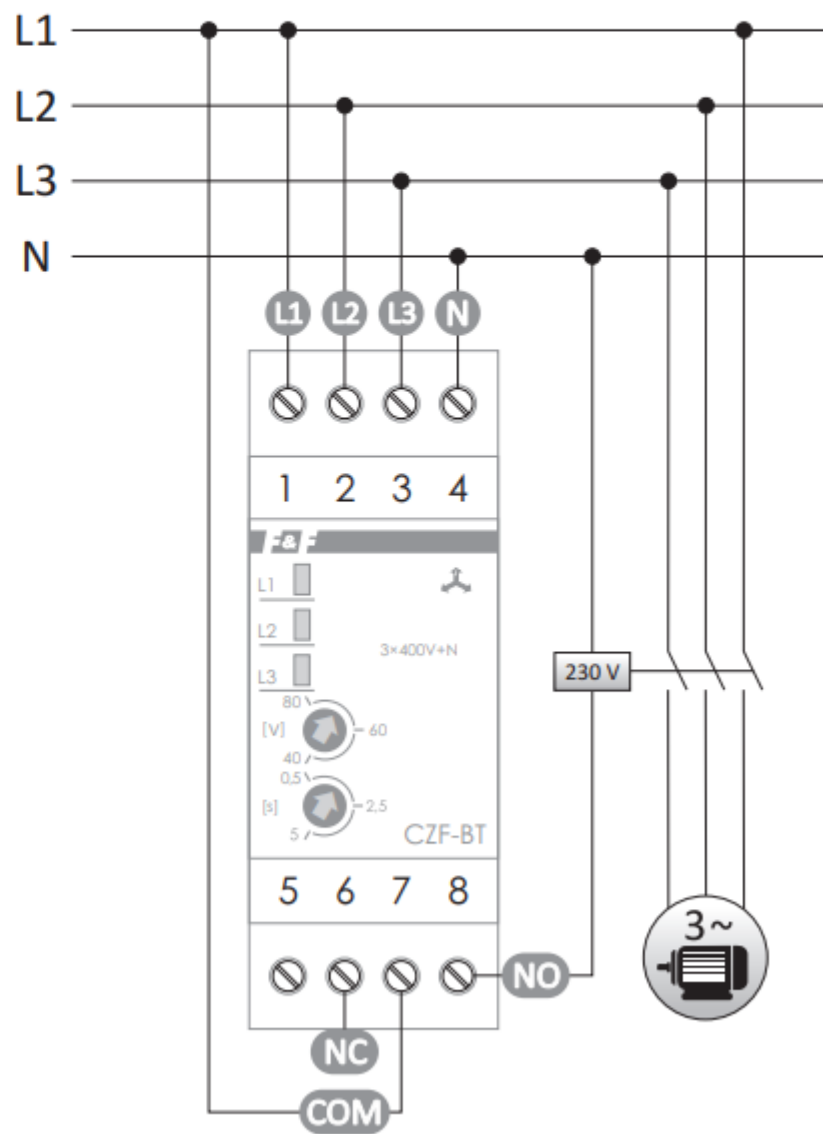 L1
L2
L3
N
L1 L2 L3 N
1 2 3 4
F&F
L1
L2
3×400V+N
L3
230 V
80
[V] 60
40
0,5
[s] 2,5
5
CZF-BT
3~
5 6 7 8
NO
NC
COM